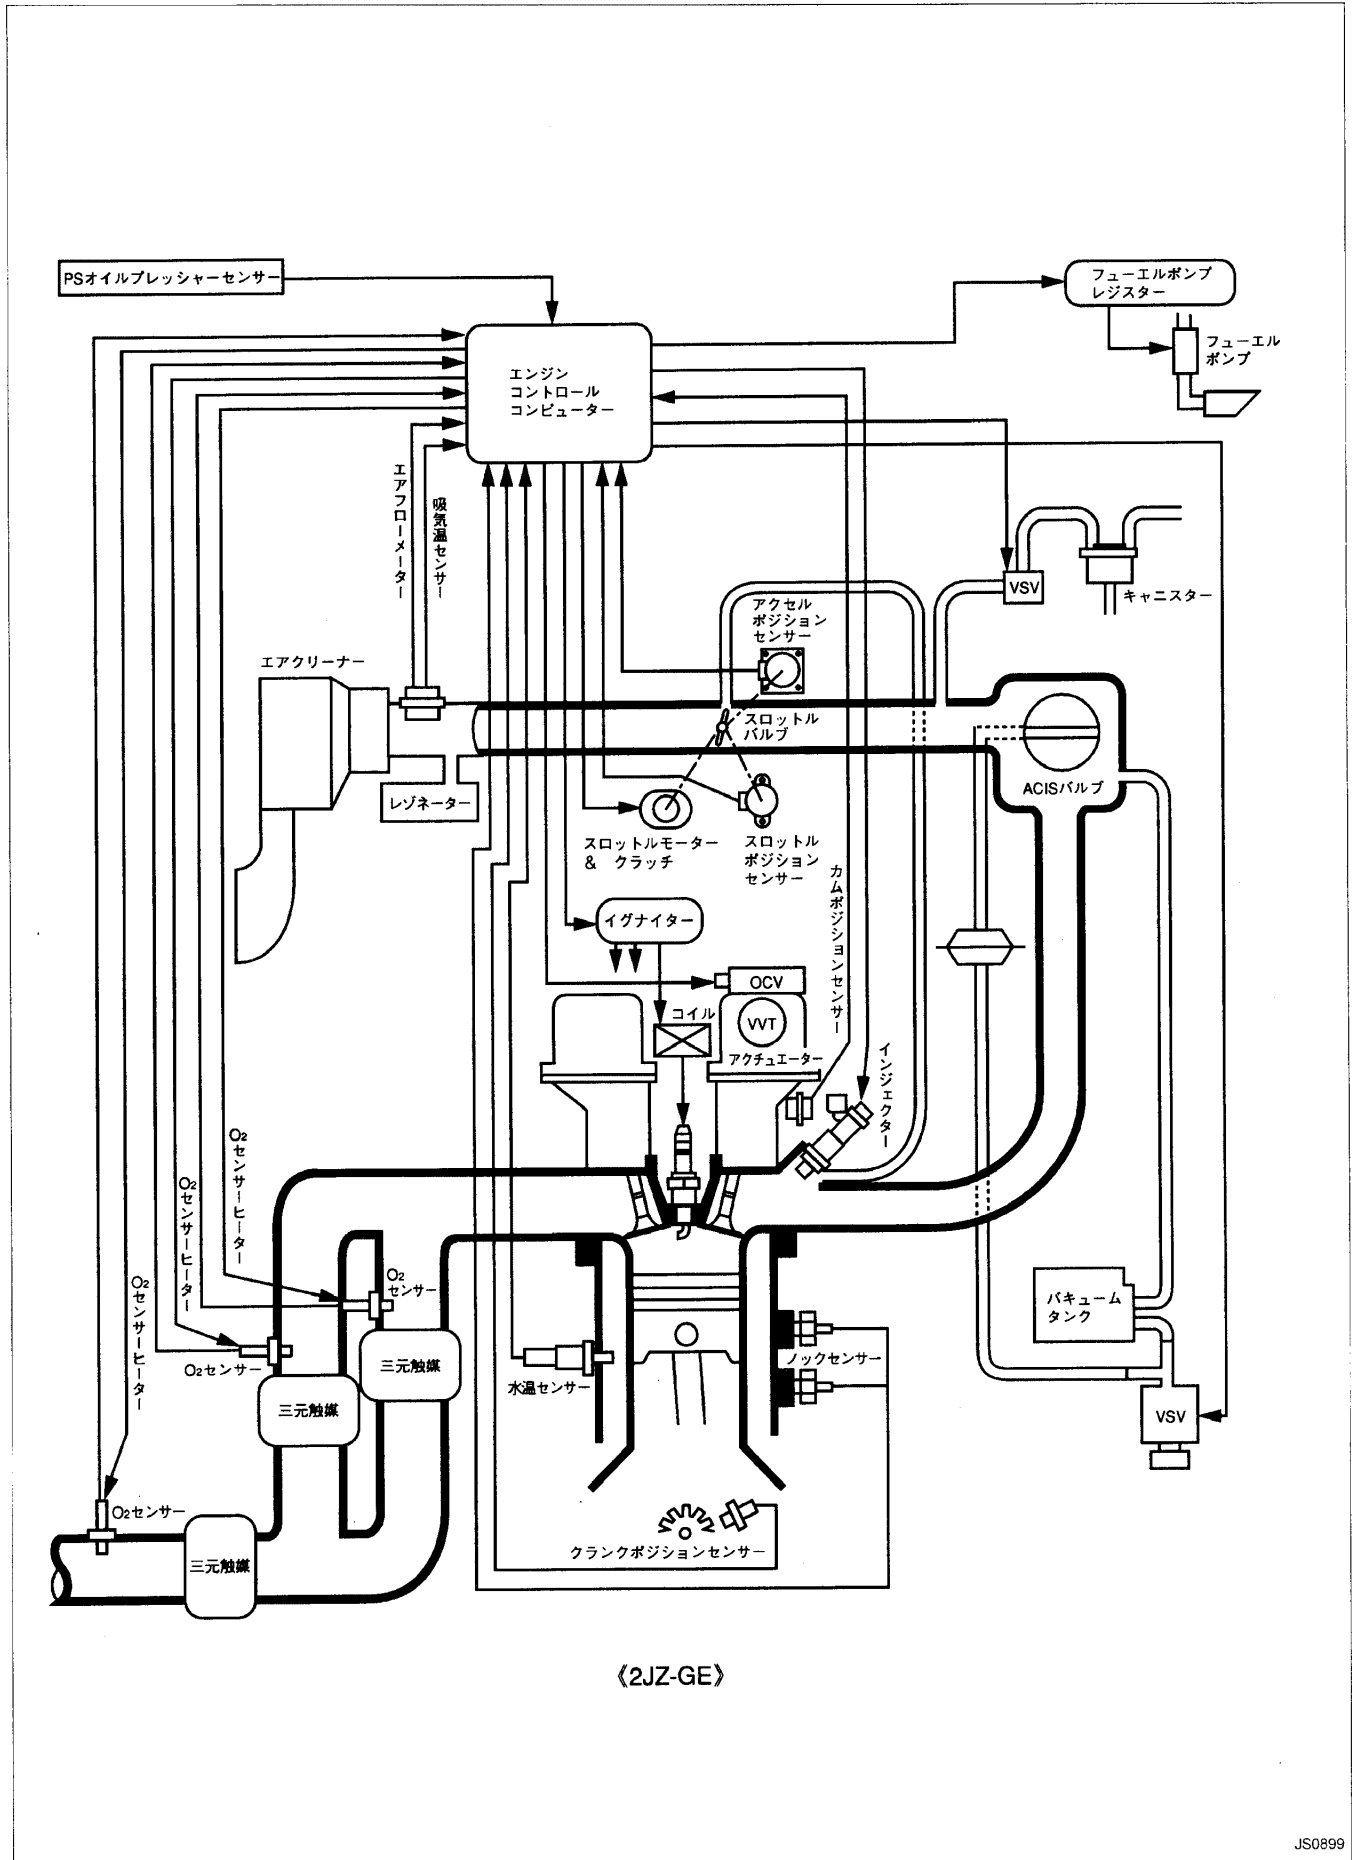 PSオイルプレッシャーセンサー
フューエルポンプ
レジスター
フューエル
ポンプ
エンジン
コントロール
コンピューター
エアフローメーター
吸気温センサー
VSV
キャニスター
アクセル
ポジション
センサー
エアクリーナー
スロットル
バルブ
ACISバルブ
レゾネーター
スロットルモーター
& クラッチ
スロットル
ポジション
センサー
カムポジションセンサー
イグナイター
OCV
コイル
VVT
アクチュエーター
インジェクター
O2センサーヒーター
O2センサーヒーター
O2センサーヒーター
O2
センサー
O2センサー
三元触媒
三元触媒
水温センサー
ノックセンサー
バキューム
タンク
VSV
O2センサー
三元触媒
クランクポジションセンサー
《2JZ-GE》
JS0899